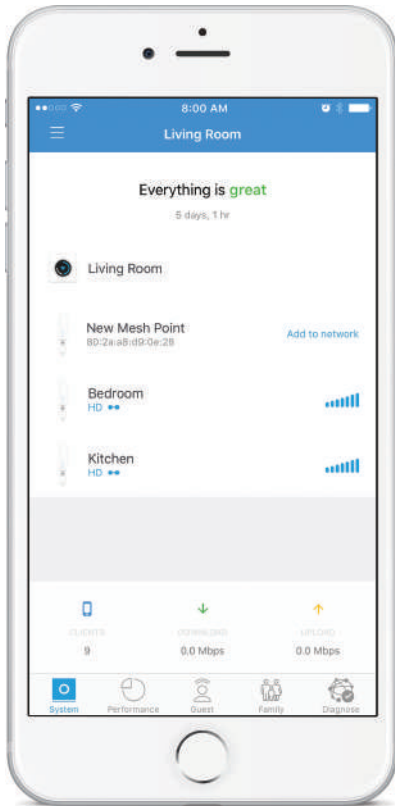 8:00 AM
Living Room
Everything is great
5 days, 1 hr
Living Room
New Mesh Point
Add to network
80:2a:a8:d9:0e:28
Bedroom
HD
Kitchen
HD
CLIENTS
DOWNLOAD
UPLOAD
9
0.0 Mbps
0.0 Mbps
System
Performance
Guest
Family
Diagnose